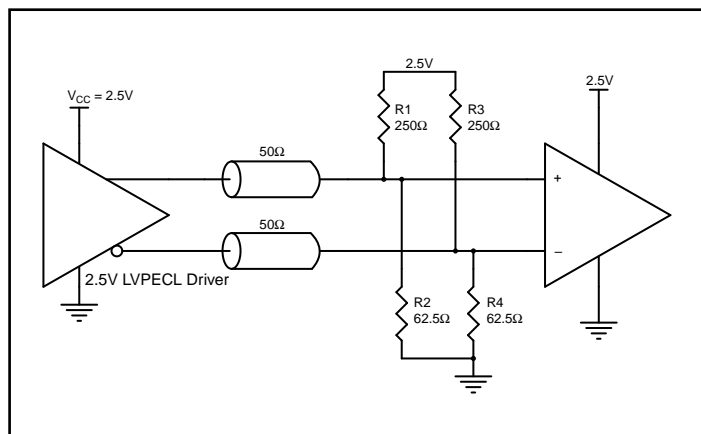 2.5V
2.5V
V_CC = 2.5V
R1
250Ω
R3
250Ω
50Ω
+
50Ω
–
2.5V LVPECL Driver
R2
62.5Ω
R4
62.5Ω